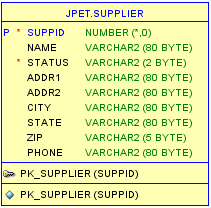 JPET.SUPPLIER
P * SUPPID NUMBER (*,0)
NAME VARCHAR2 (80 BYTE)
* STATUS VARCHAR2 (2 BYTE)
ADDR1 VARCHAR2 (80 BYTE)
ADDR2 VARCHAR2 (80 BYTE)
CITY VARCHAR2 (80 BYTE)
STATE VARCHAR2 (80 BYTE)
ZIP VARCHAR2 (5 BYTE)
PHONE VARCHAR2 (80 BYTE)
PK_SUPPLIER (SUPPID)
PK_SUPPLIER (SUPPID)